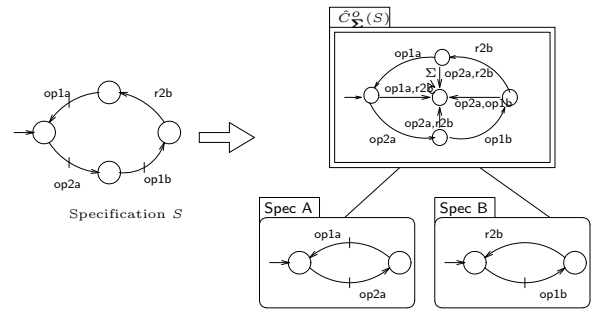 Ĉ^o_Σ(S)
op1a
r2b
op2a
op1b
Specification S
op1a
r2b
Σ
op2a,r2b
op1a,r2b
op2a,op1b
op2a,r2b
op2a
op1b
Spec A
op1a
op2a
Spec B
r2b
op1b